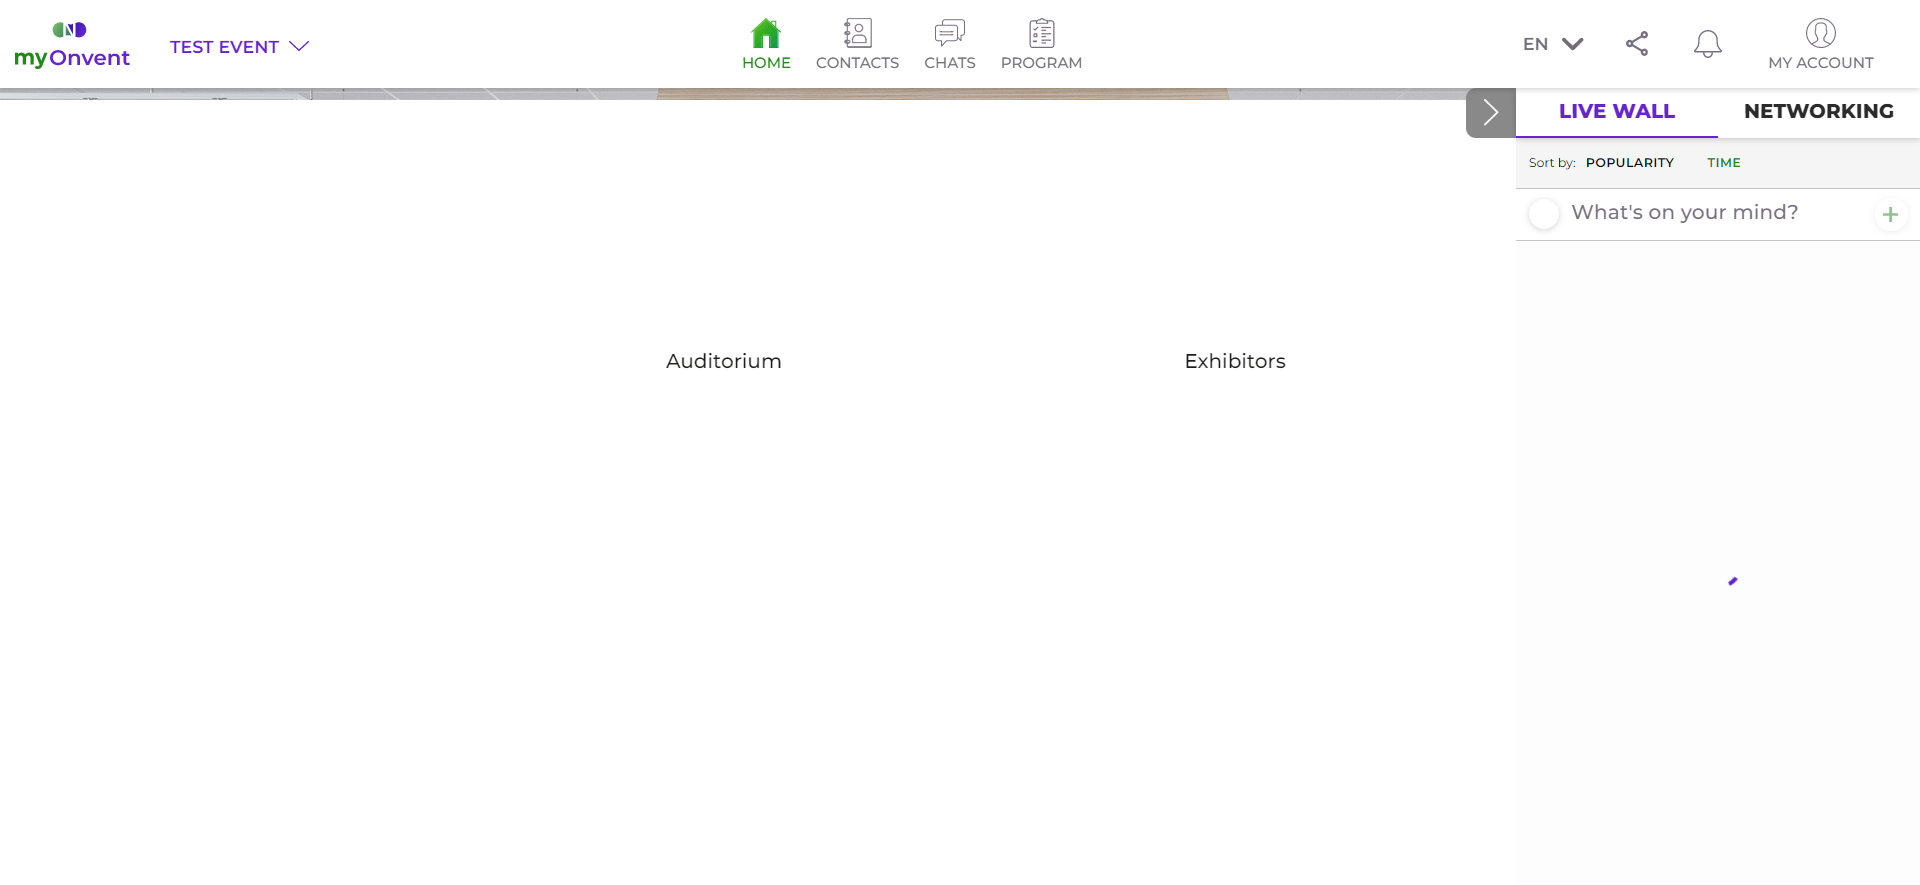 myOnvent
TEST EVENT
HOME
CONTACTS
CHATS
PROGRAM
EN
MY ACCOUNT
LIVE WALL
NETWORKING
Sort by: POPULARITY TIME
What's on your mind?
Auditorium
Exhibitors